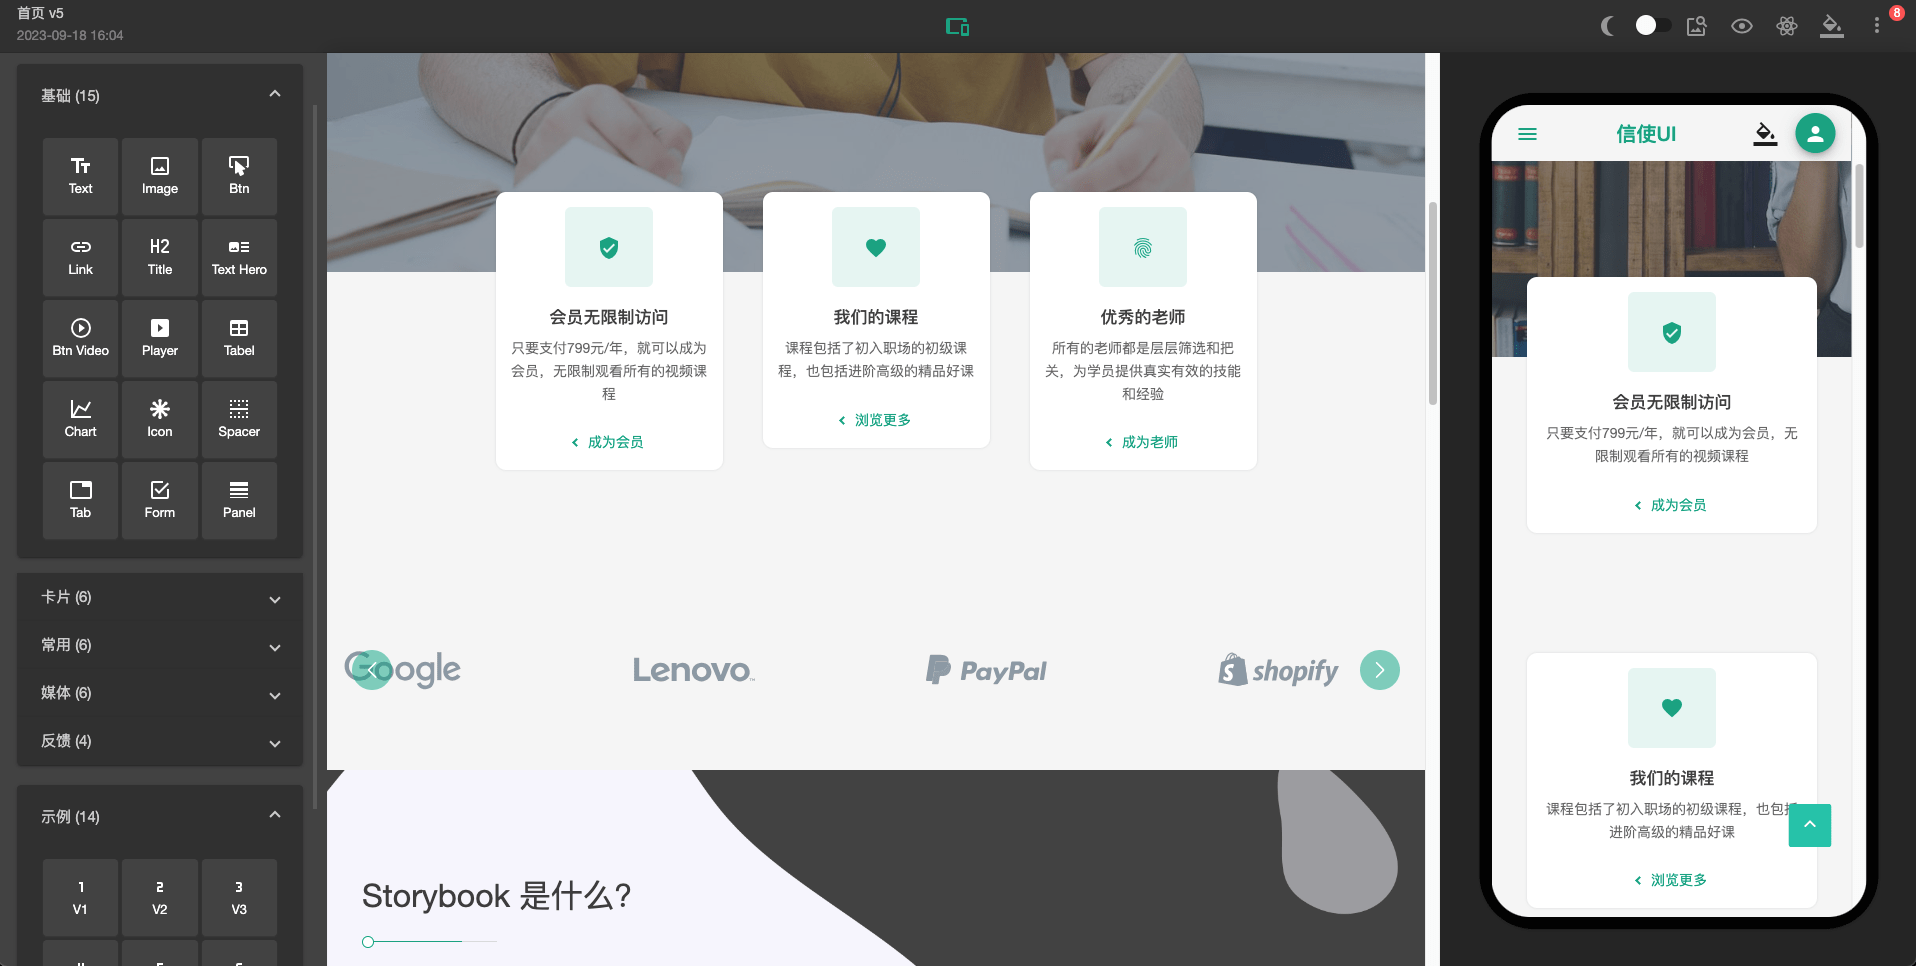 首页 v5
2023-09-18 16:04
8
基础 (15)
Text
Image
Btn
Link
H2
Title
Text Hero
Btn Video
Player
Tabel
Chart
Icon
Spacer
Tab
Form
Panel
卡片 (6)
常用 (6)
媒体 (6)
反馈 (4)
示例 (14)
1
V1
2
V2
3
V3
会员无限制访问
只要支付799元/年，就可以成为
会员，无限制观看所有的视频课
程
成为会员
我们的课程
课程包括了初入职场的初级课
程，也包括进阶高级的精品好课
浏览更多
优秀的老师
所有的老师都是层层筛选和把
关，为学员提供真实有效的技能
和经验
成为老师
Google
Lenovo
PayPal
shopify
Storybook 是什么?
信使UI
会员无限制访问
只要支付799元/年，就可以成为会员，无
限制观看所有的视频课程
成为会员
我们的课程
课程包括了初入职场的初级课程，也包括
进阶高级的精品好课
浏览更多